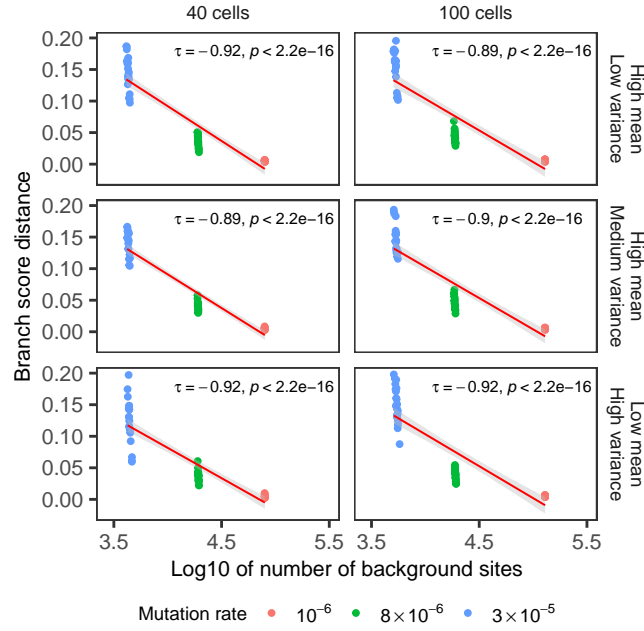 40 cells
100 cells
τ = −0.92, p < 2.2e−16
τ = −0.89, p < 2.2e−16
High mean
Low variance
0.20
0.15
0.10
0.05
0.00
τ = −0.89, p < 2.2e−16
τ = −0.9, p < 2.2e−16
High mean
Medium variance
0.20
0.15
0.10
0.05
0.00
τ = −0.92, p < 2.2e−16
τ = −0.92, p < 2.2e−16
Low mean
High variance
0.20
0.15
0.10
0.05
0.00
Branch score distance
3.5 4.5 5.5
3.5 4.5 5.5
Log10 of number of background sites
Mutation rate 10⁻⁶ 8×10⁻⁶ 3×10⁻⁵